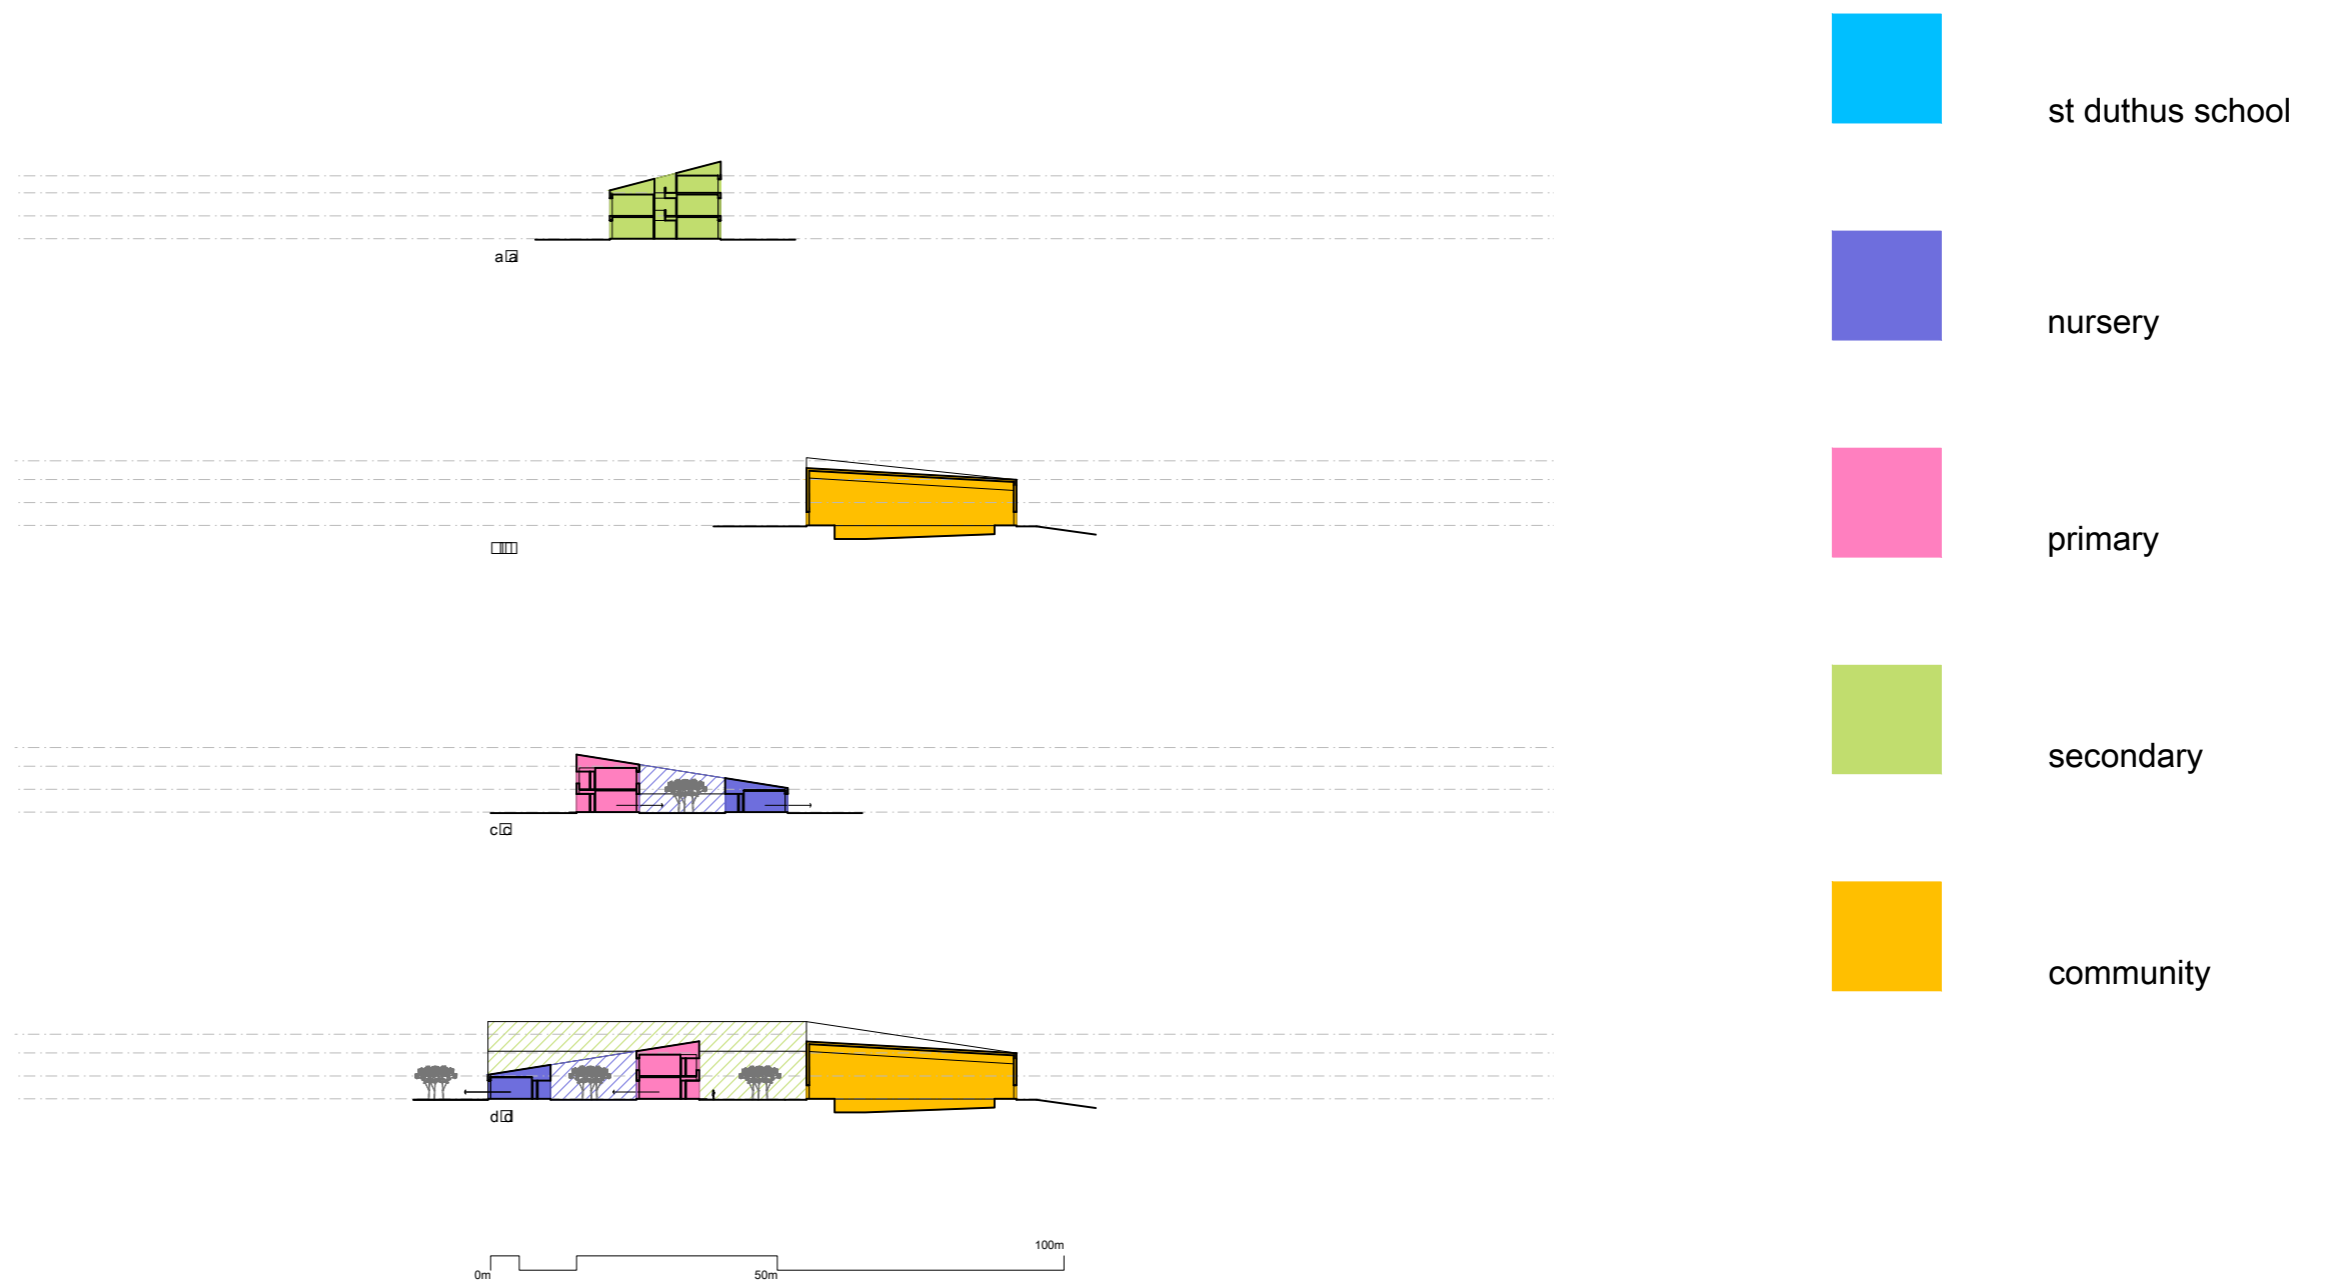 st duthus school
nursery
primary
secondary
community
a a
c c
d d
100m
0m
50m